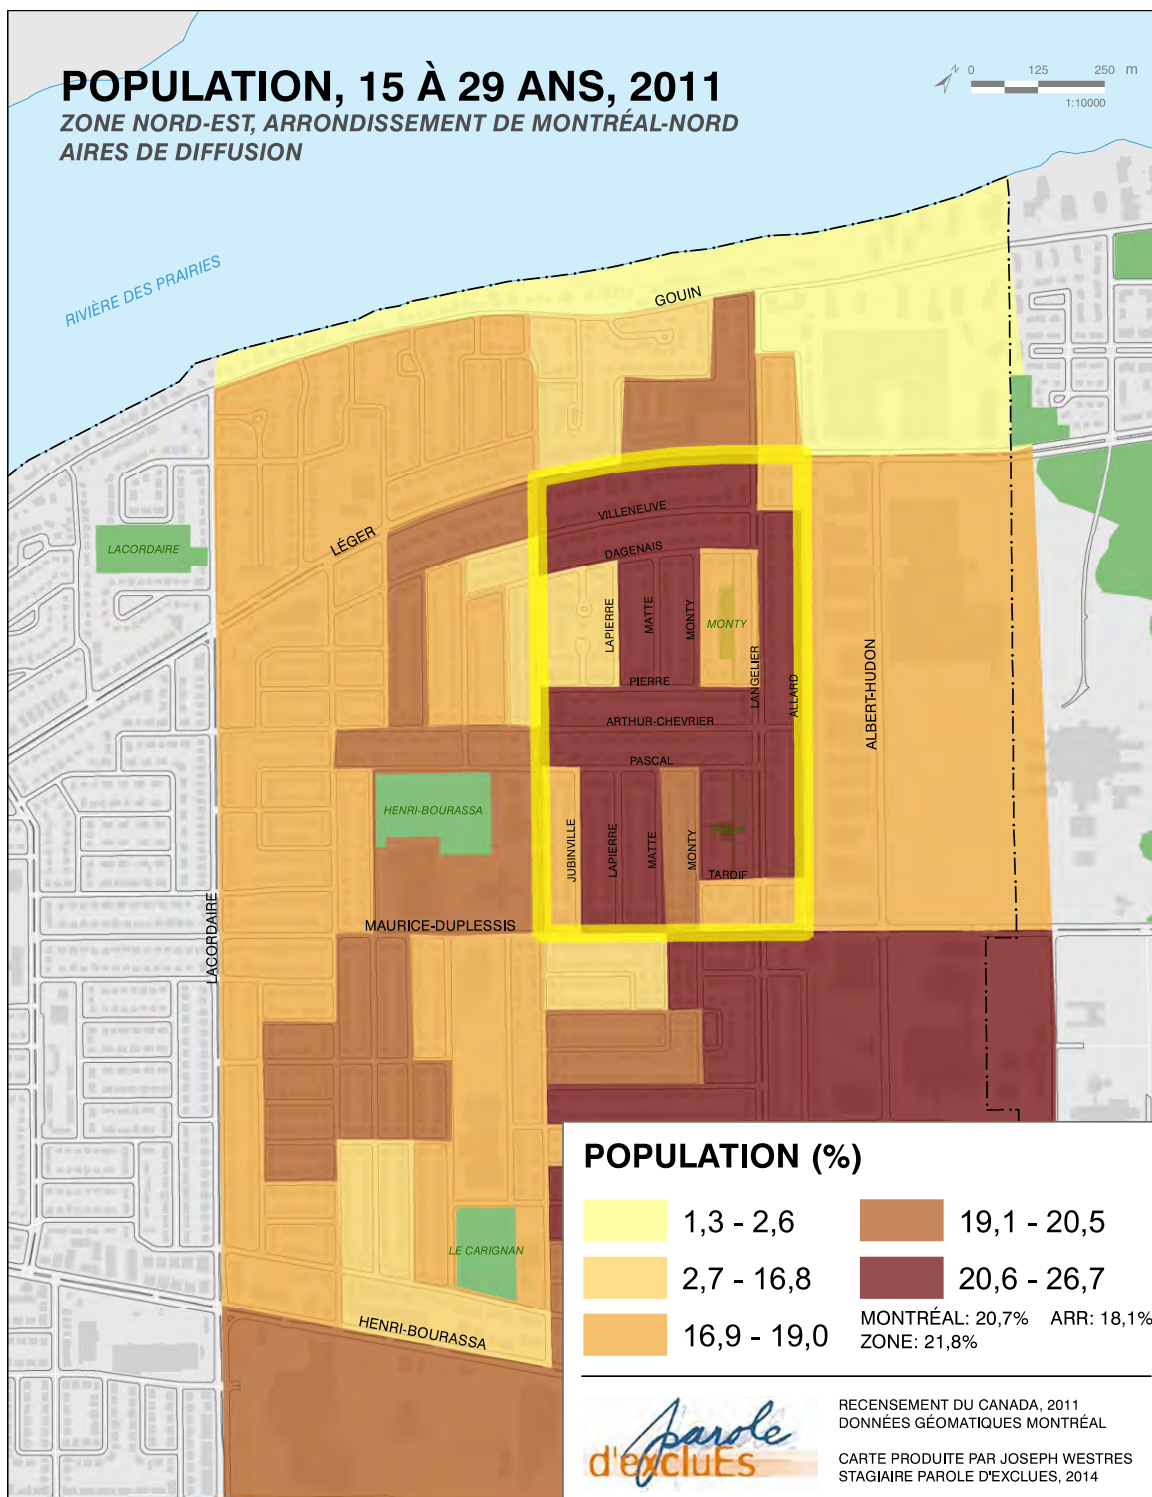 POPULATION, 15 À 29 ANS, 2011
ZONE NORD-EST, ARRONDISSEMENT DE MONTRÉAL-NORD
AIRES DE DIFFUSION
N
0 125 250 m
1:10000
RIVIÈRE DES PRAIRIES
GOUIN
LÉGER
LACORDAIRE
VILLENEUVE
DAGENAIS
LAPIERRE
MATTE
MONTY
MONTY
LANGELIER
ALLARD
ALBERT-HUDON
PIERRE
ARTHUR-CHEVRIER
PASCAL
HENRI-BOURASSA
JUBINVILLE
LAPIERRE
MATTE
MONTY
TARDIF
MAURICE-DUPLESSIS
LACORDAIRE
LE CARIGNAN
HENRI-BOURASSA
POPULATION (%)
1,3 - 2,6
2,7 - 16,8
16,9 - 19,0
19,1 - 20,5
20,6 - 26,7
MONTRÉAL: 20,7% ARR: 18,1%
ZONE: 21,8%
parole
d'excluEs
RECENSEMENT DU CANADA, 2011
DONNÉES GÉOMATIQUES MONTRÉAL
CARTE PRODUITE PAR JOSEPH WESTRES
STAGIAIRE PAROLE D'EXCLUES, 2014